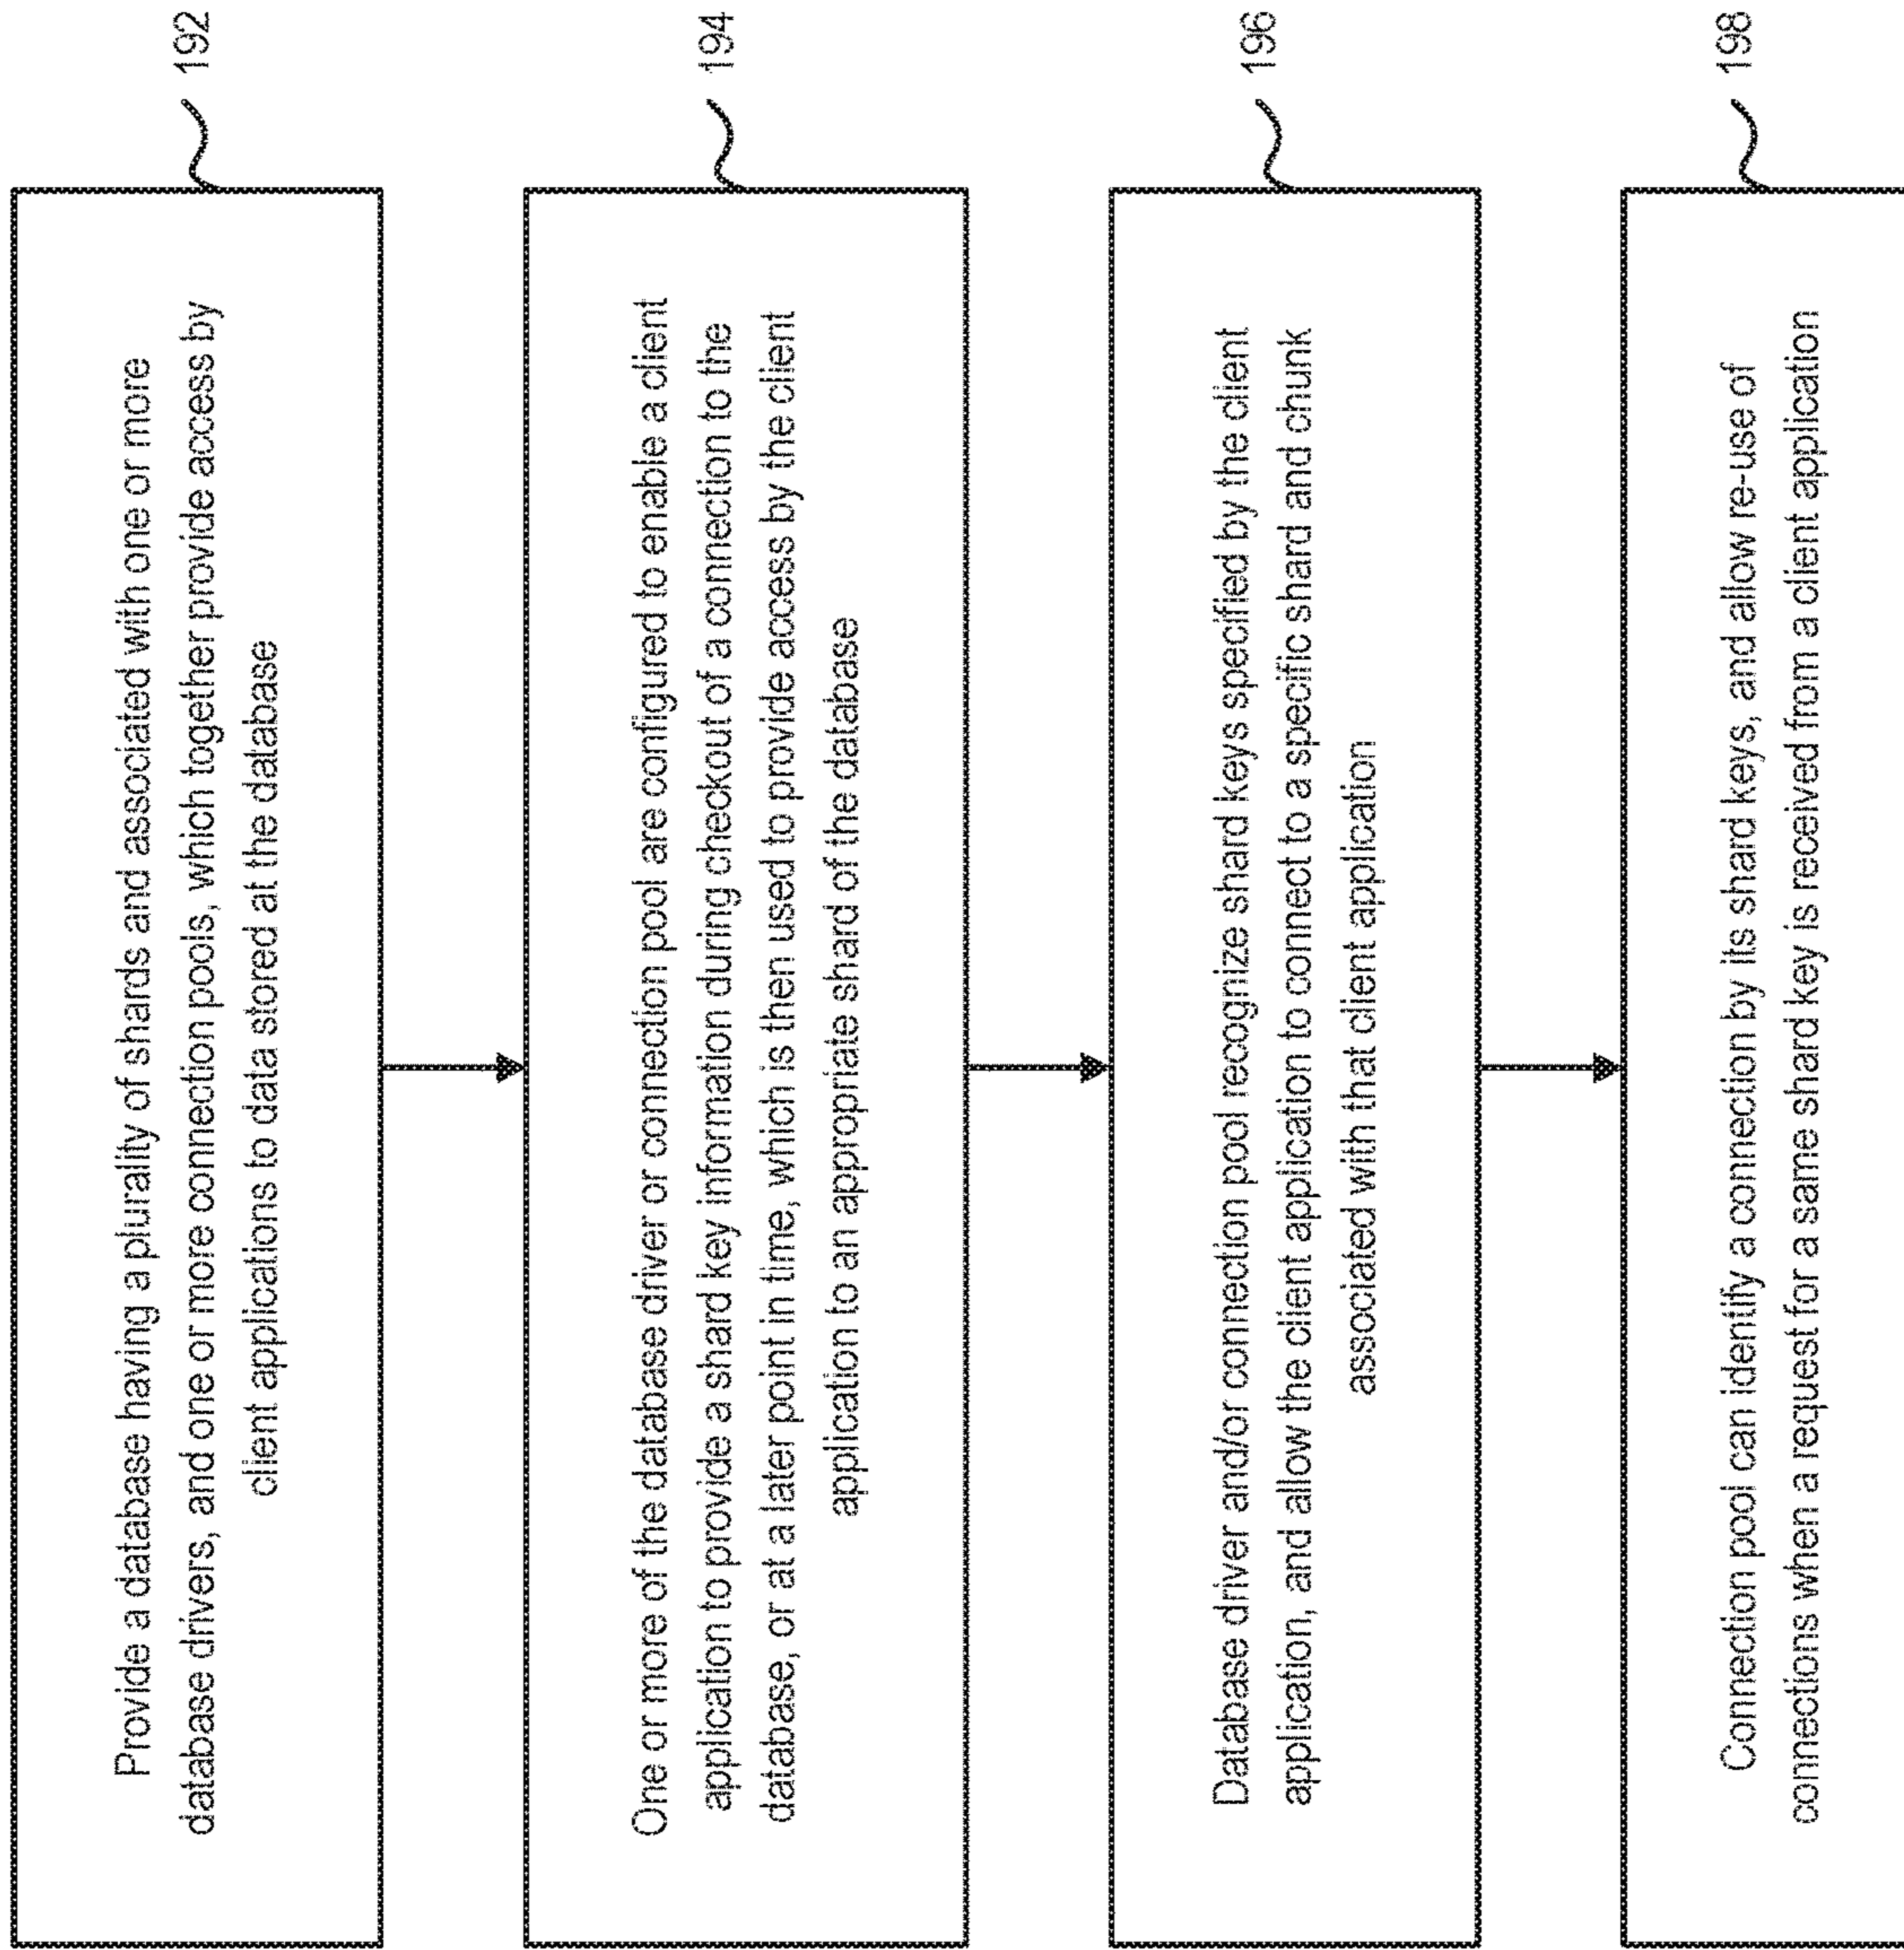 Provide a database having a plurality of shards and associated with one or more
database drivers, and one or more connection pools, which together provide access by
client applications to data stored at the database
192
One or more of the database driver or connection pool are configured to enable a client
application to provide a shard key information during checkout of a connection to the
database, or at a later point in time, which is then used to provide access by the client
application to an appropriate shard of the database
194
Database driver and/or connection pool recognize shard keys specified by the client
application, and allow the client application to connect to a specific shard and chunk
associated with that client application
196
Connection pool can identify a connection by its shard keys, and allow re-use of
connections when a request for a same shard key is received from a client application
198